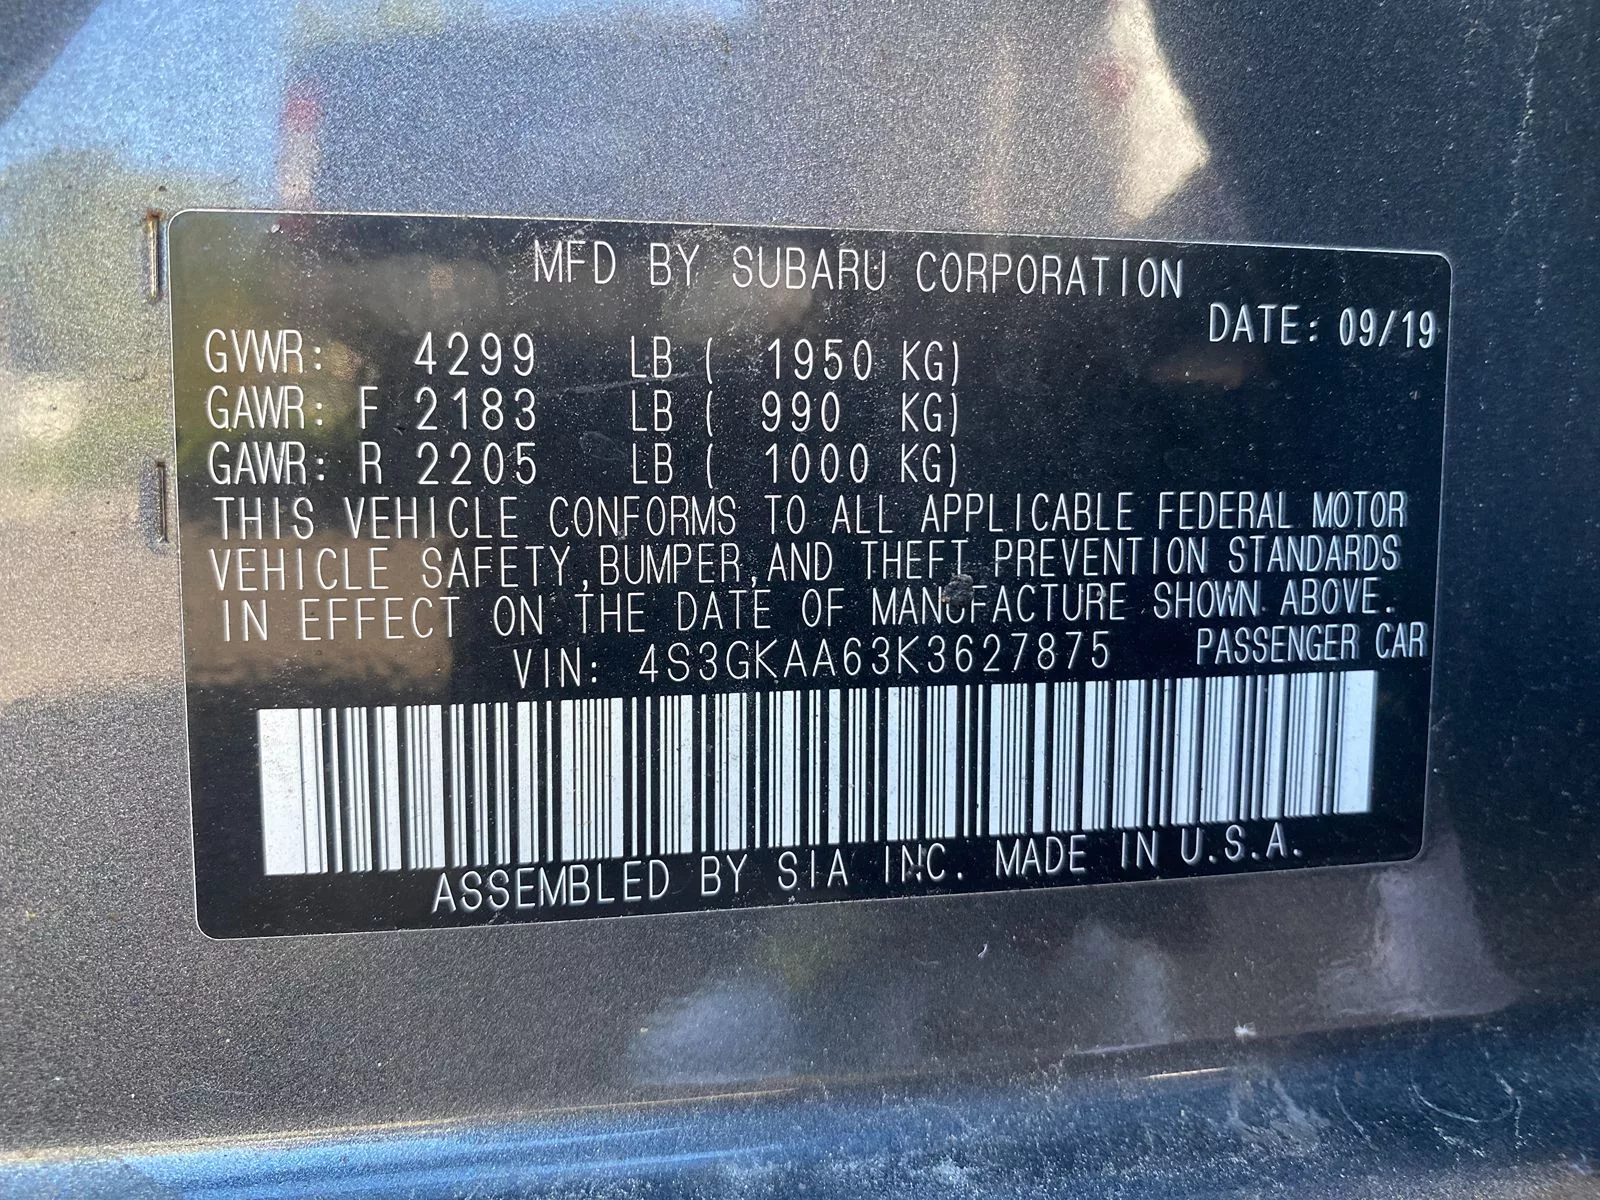 MFD BY SUBARU CORPORATION
DATE: 09/19
GVWR: 4299 LB ( 1950 KG)
GAWR: F 2183 LB ( 990 KG)
GAWR: R 2205 LB ( 1000 KG)
THIS VEHICLE CONFORMS TO ALL APPLICABLE FEDERAL MOTOR
VEHICLE SAFETY,BUMPER,AND THEFT PREVENTION STANDARDS
IN EFFECT ON THE DATE OF MANUFACTURE SHOWN ABOVE.
VIN: 4S3GKAA63K3627875 PASSENGER CAR
ASSEMBLED BY SIA INC. MADE IN U.S.A.